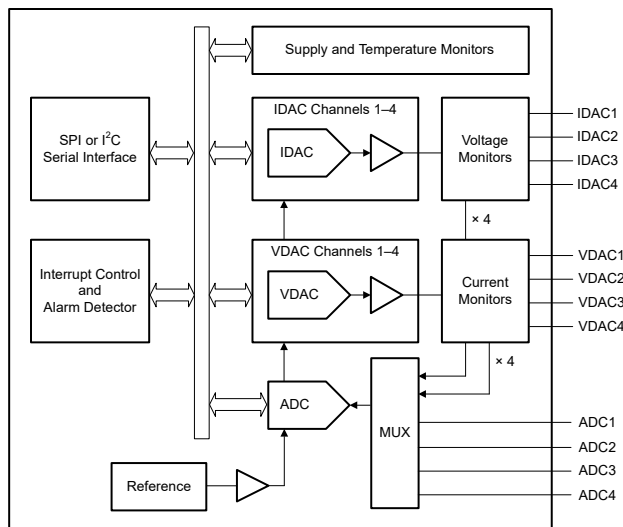 Supply and Temperature Monitors
IDAC Channels 1–4
IDAC
SPI or I²C
Serial Interface
Voltage
Monitors
IDAC1
IDAC2
IDAC3
IDAC4
× 4
VDAC Channels 1–4
VDAC
Interrupt Control
and
Alarm Detector
Current
Monitors
VDAC1
VDAC2
VDAC3
VDAC4
× 4
ADC
MUX
ADC1
ADC2
ADC3
ADC4
Reference